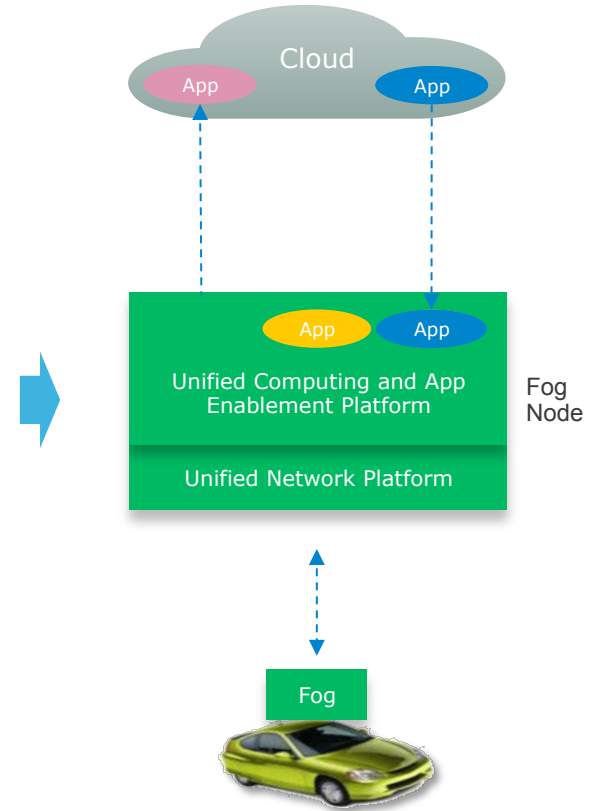 Cloud
App
App
App
App
Unified Computing and App
Enablement Platform
Fog
Node
Unified Network Platform
Fog